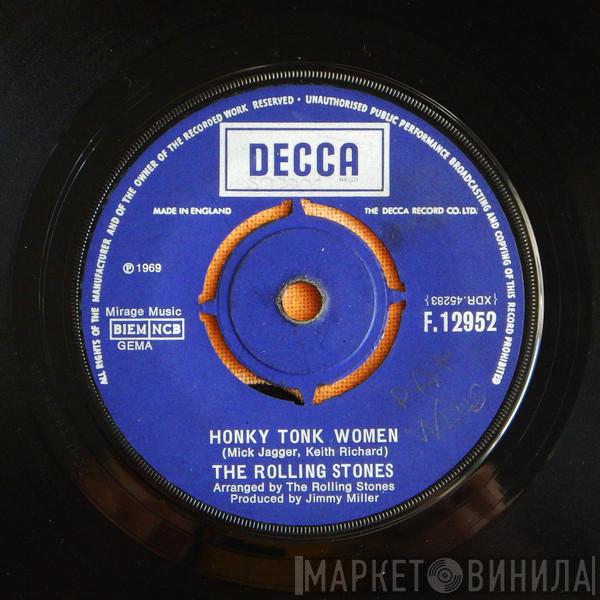 ALL RIGHTS OF THE MANUFACTURER AND OF THE OWNER OF THE RECORDED WORK RESERVED · UNAUTHORISED PUBLIC PERFORMANCE BROADCASTING AND COPYING OF THIS RECORD PROHIBITED
DECCA
MADE IN ENGLAND
THE DECCA RECORD CO. LTD.
℗ 1969
Mirage Music
BIEM NCB
GEMA
{XDR.45283}
F.12952
HONKY TONK WOMEN
(Mick Jagger, Keith Richard)
THE ROLLING STONES
Arranged by The Rolling Stones
Produced by Jimmy Miller
МАРКЕТ ВИНИЛА